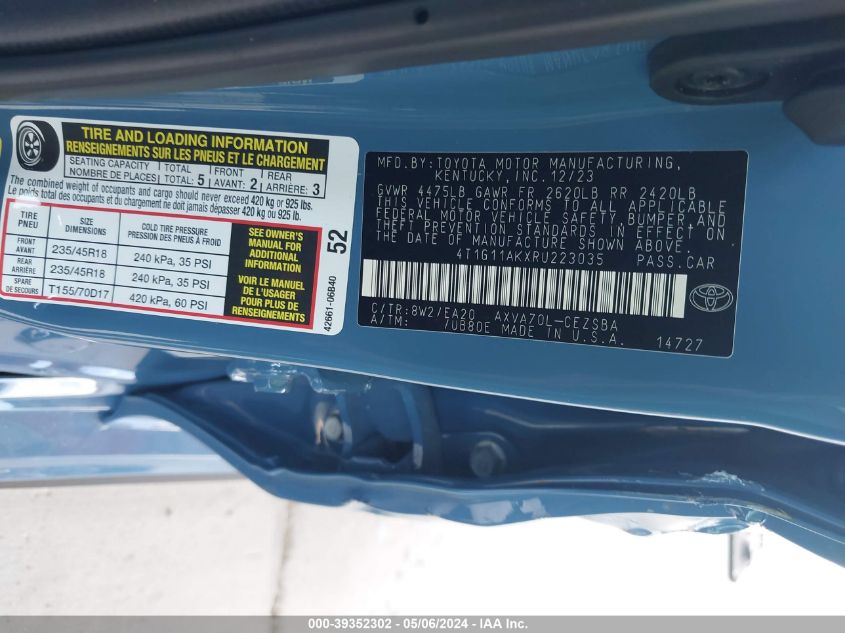 TIRE AND LOADING INFORMATION
RENSEIGNEMENTS SUR LES PNEUS ET LE CHARGEMENT
SEATING CAPACITY TOTAL: 5 FRONT 2 REAR 3
NOMBRE DE PLACES TOTAL: AVANT: ARRIÈRE:
The combined weight of occupants and cargo should never exceed 420 kg or 925 lbs.
Le poids total des occupants et du chargement ne doit jamais dépasser 420 kg ou 925 lb.
TIRE PNEU SIZE DIMENSIONS COLD TIRE PRESSURE PRESSION DES PNEUS À FROID
FRONT AVANT 235/45R18 240 kPa, 35 PSI
REAR ARRIÈRE 235/45R18 240 kPa, 35 PSI
SPARE DE SECOURS T155/70D17 420 kPa, 60 PSI
SEE OWNER'S
MANUAL FOR
ADDITIONAL
INFORMATION
VOIR LE MANUEL
DE L'USAGER
POUR PLUS DE
RENSEIGNEMENTS
52
42661-06B40
MFD.BY:TOYOTA MOTOR MANUFACTURING,
KENTUCKY, INC. 12/23
GVWR 4475LB GAWR FR 2620LB RR 2420LB
THIS VEHICLE CONFORMS TO ALL APPLICABLE
FEDERAL MOTOR VEHICLE SAFETY, BUMPER AND
THEFT PREVENTION STANDARDS IN EFFECT ON
THE DATE OF MANUFACTURE SHOWN ABOVE.
4T1G11AKXRU223035 PASS.CAR
C/TR:8W2/EA20 AXVA70L-CEZSBA
A/TM: /UB80E MADE IN U.S.A. 14727
000-39352302 - 05/06/2024 - IAA Inc.